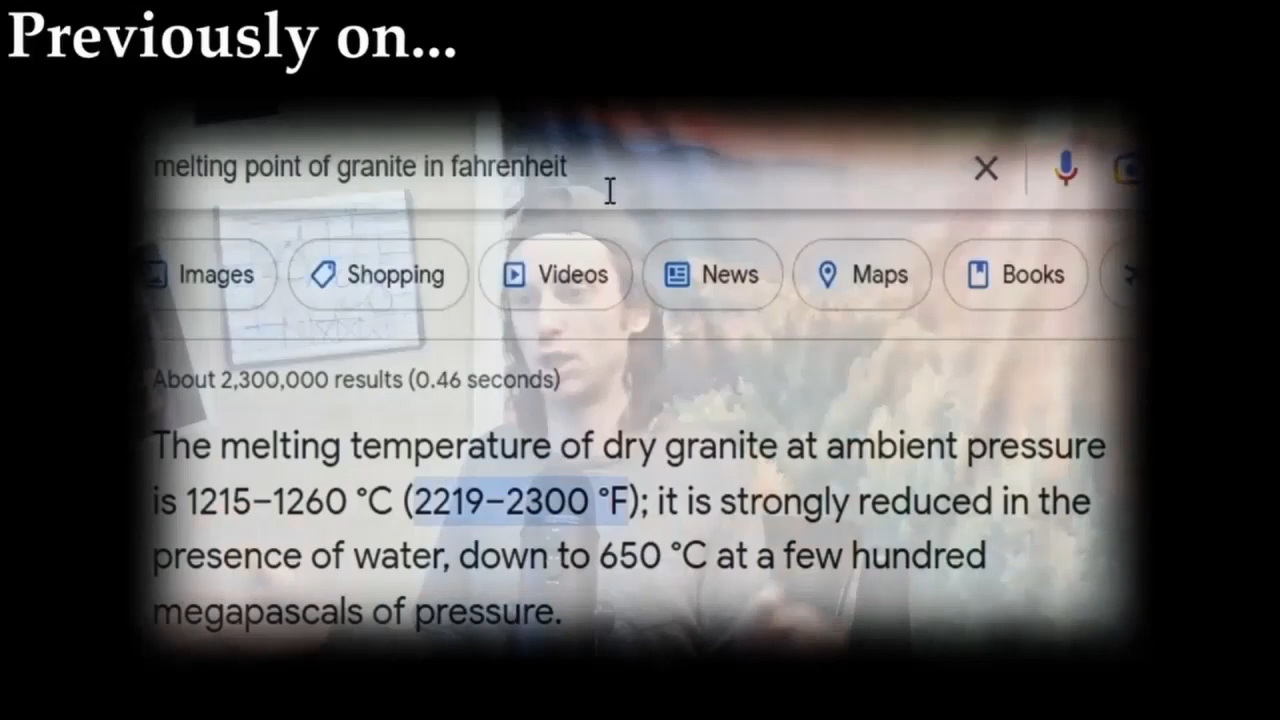 Previously on...
melting point of granite in fahrenheit
Images
Shopping
Videos
News
Maps
Books
About 2,300,000 results (0.46 seconds)
The melting temperature of dry granite at ambient pressure
is 1215–1260 °C (2219–2300 °F); it is strongly reduced in the
presence of water, down to 650 °C at a few hundred
megapascals of pressure.